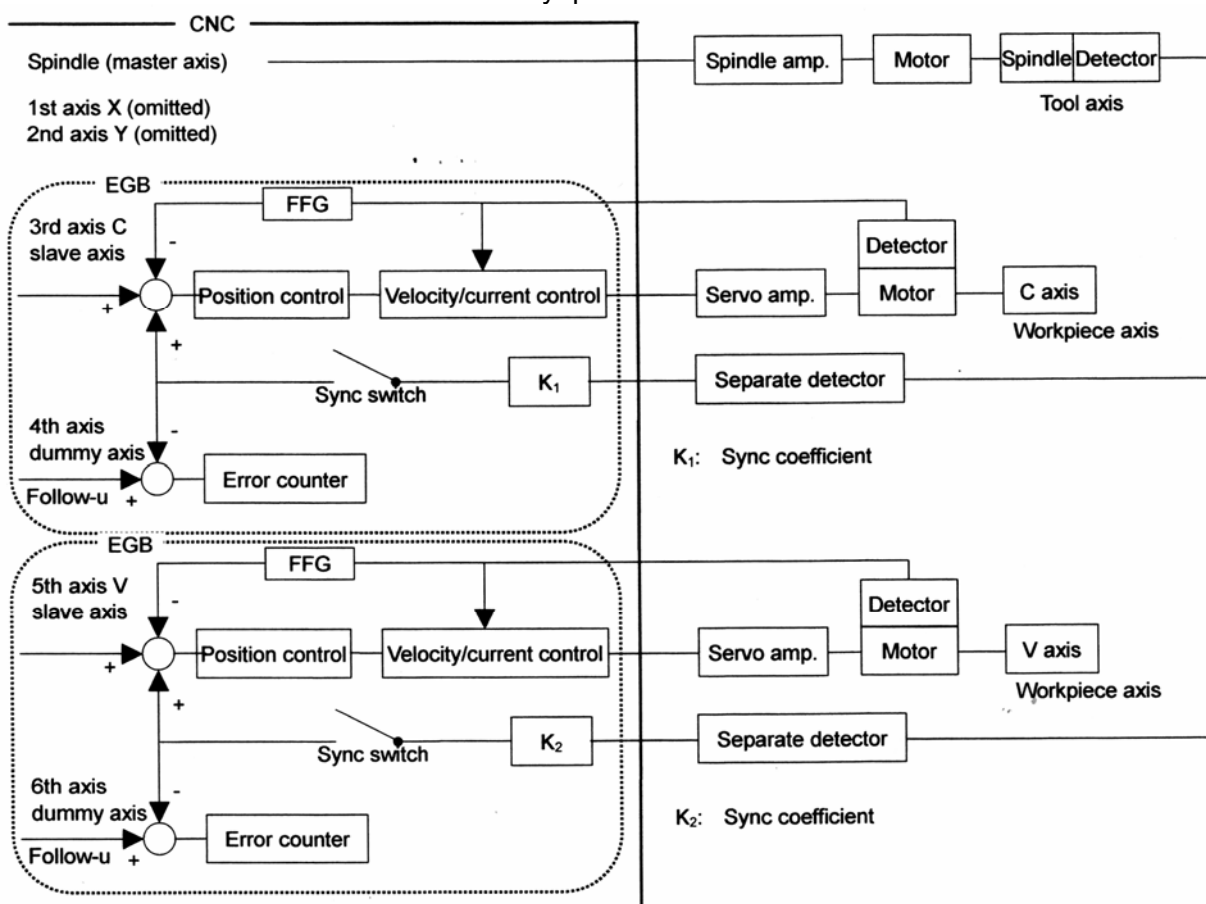 CNC
Spindle (master axis)
Spindle amp.
Motor
Spindle
Detector
Tool axis
1st axis X (omitted)
2nd axis Y (omitted)
EGB
FFG
3rd axis C
slave axis
-
+
+
Position control
Velocity/current control
Servo amp.
Detector
Motor
C axis
Workpiece axis
Sync switch
K1
Separate detector
4th axis
dummy axis
-
Follow-u +
Error counter
K1: Sync coefficient
EGB
FFG
5th axis V
slave axis
-
+
+
Position control
Velocity/current control
Servo amp.
Detector
Motor
V axis
Workpiece axis
Sync switch
K2
Separate detector
6th axis
dummy axis
-
Follow-u +
Error counter
K2: Sync coefficient